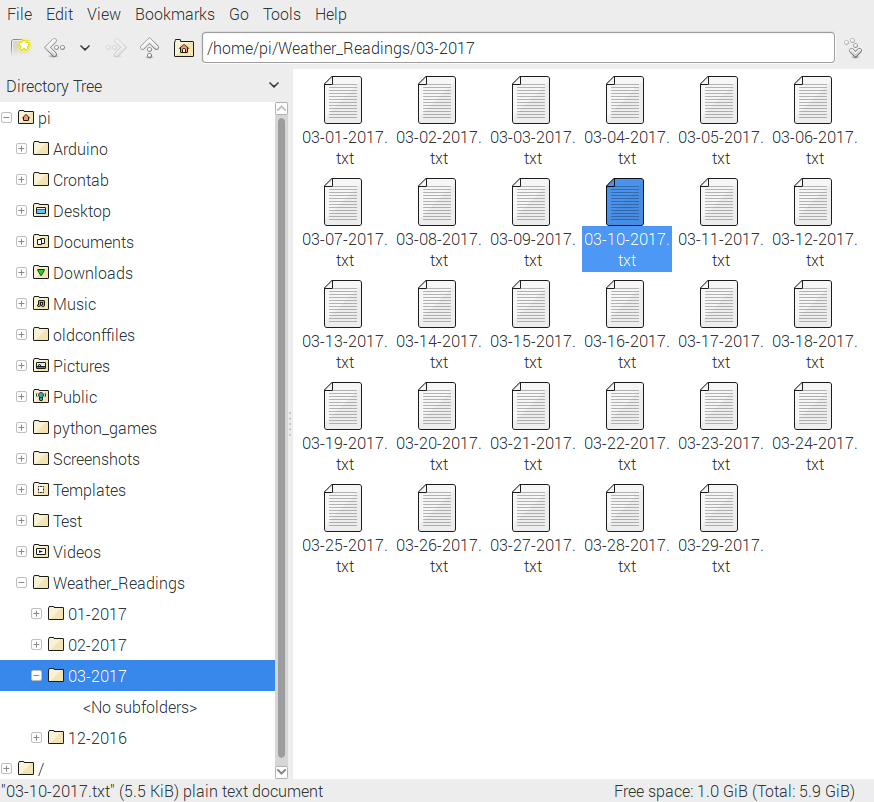 File Edit View Bookmarks Go Tools Help
/home/pi/Weather_Readings/03-2017
Directory Tree
pi
Arduino
Crontab
Desktop
Documents
Downloads
Music
oldconffiles
Pictures
Public
python_games
Screenshots
Templates
Test
Videos
Weather_Readings
01-2017
02-2017
03-2017
<No subfolders>
12-2016
/
03-01-2017. 03-02-2017. 03-03-2017. 03-04-2017. 03-05-2017. 03-06-2017.
txt txt txt txt txt txt
03-07-2017. 03-08-2017. 03-09-2017. 03-10-2017. 03-11-2017. 03-12-2017.
txt txt txt txt txt txt
03-13-2017. 03-14-2017. 03-15-2017. 03-16-2017. 03-17-2017. 03-18-2017.
txt txt txt txt txt txt
03-19-2017. 03-20-2017. 03-21-2017. 03-22-2017. 03-23-2017. 03-24-2017.
txt txt txt txt txt txt
03-25-2017. 03-26-2017. 03-27-2017. 03-28-2017. 03-29-2017.
txt txt txt txt txt
"03-10-2017.txt" (5.5 KiB) plain text document Free space: 1.0 GiB (Total: 5.9 GiB)